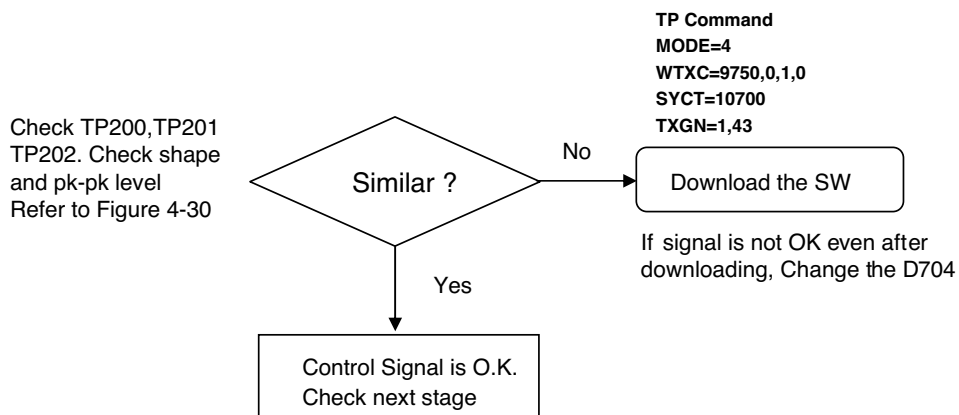 TP Command
MODE=4
WTXC=9750,0,1,0
SYCT=10700
TXGN=1,43
Check TP200,TP201
TP202. Check shape
and pk-pk level
Refer to Figure 4-30
Similar ?
No
Download the SW
If signal is not OK even after
downloading, Change the D704
Yes
Control Signal is O.K.
Check next stage